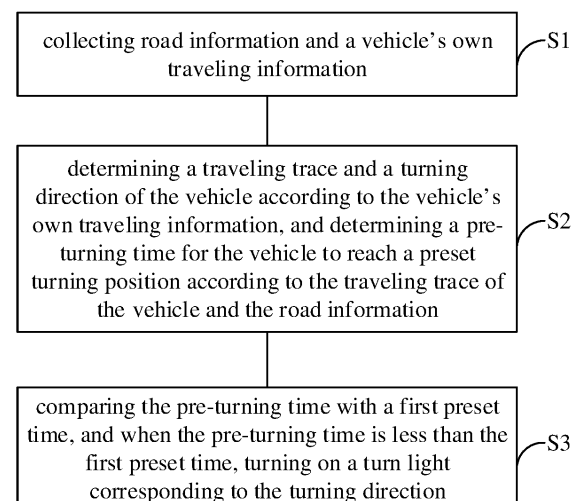 collecting road information and a vehicle's own
traveling information
S1
determining a traveling trace and a turning
direction of the vehicle according to the vehicle's
own traveling information, and determining a pre-
turning time for the vehicle to reach a preset
turning position according to the traveling trace of
the vehicle and the road information
S2
comparing the pre-turning time with a first preset
time, and when the pre-turning time is less than the
first preset time, turning on a turn light
corresponding to the turning direction
S3